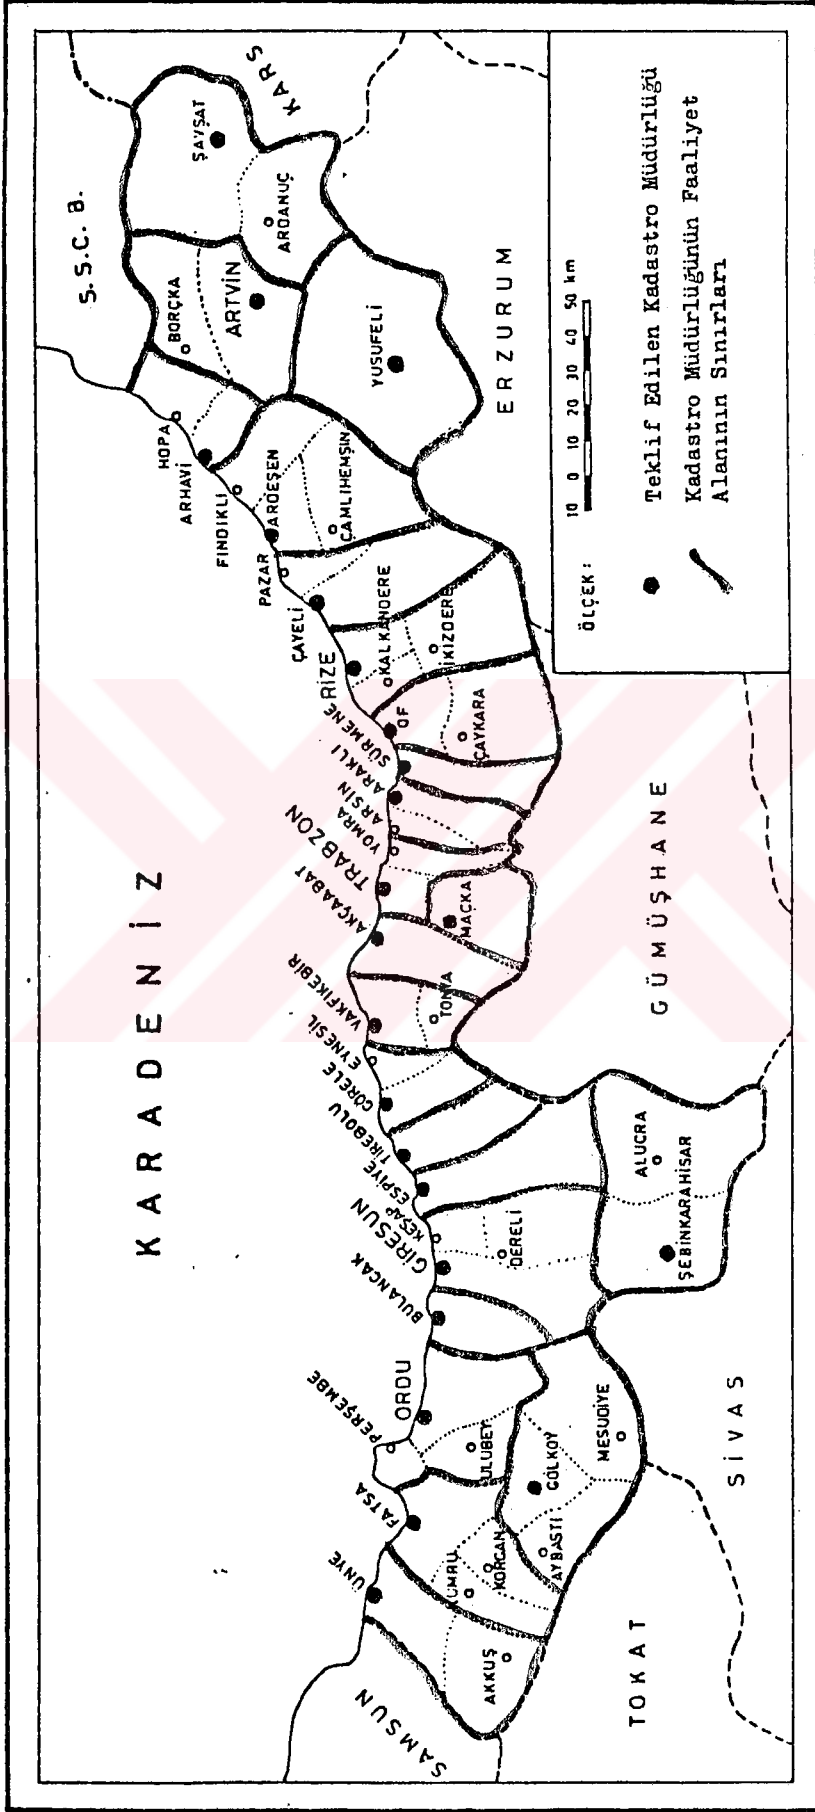 KARADENİZ
S.S.C.B.
KARS
ERZURUM
GÜMÜŞHANE
SİVAS
TOKAT
SAMSUN
ÜNYE
FATSA
PERŞEMBE
ORDU
BULANCAK
GİRESUN
KEŞAP
ESPİYE
TİREBOLU
GÖRELE
EYNESİL
VAKFIKEBİR
AKÇAABAT
TRABZON
YOMRA
ARSİN
ARAKLI
SÜRMENE
OF
RİZE
ÇAYELİ
PAZAR
ARDEŞEN
FINDIKLI
ARHAVİ
HOPA
BORÇKA
ARTVİN
ŞAVŞAT
ARDANUÇ
YUSUFELİ
ÇAMLIHEMŞİN
KALKANDERE
İKİZDERE
ÇAYKARA
MAÇKA
TONYA
ALUCRA
ŞEBİNKARAHİSAR
DERELİ
MESUDİYE
GÖLKÖY
ULUBEY
AYBASTI
KORGAN
KUMRU
AKKUŞ
ÖLÇEK:
10 0 10 20 30 40 50 km
Teklif Edilen Kadastro Müdürlüğü
Kadastro Müdürlüğünün Faaliyet
Alanının Sınırları